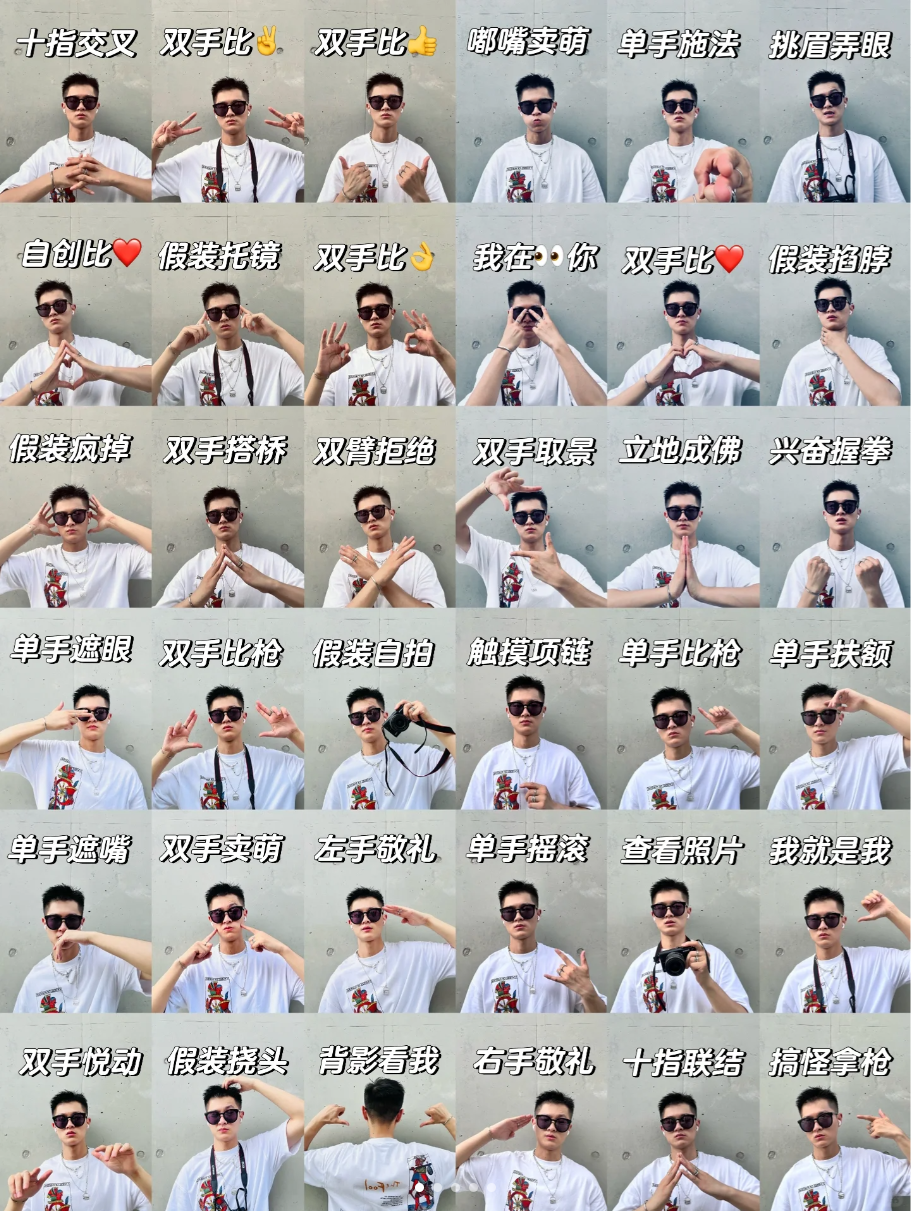 十指交叉
双手比✌️
双手比👍
嘟嘴卖萌
单手施法
挑眉弄眼
自创比❤️
假装托镜
双手比👌
我在👀你
双手比❤️
假装掐脖
假装疯掉
双手搭桥
双臂拒绝
双手取景
立地成佛
兴奋握拳
单手遮眼
双手比枪
假装自拍
触摸项链
单手比枪
单手扶额
单手遮嘴
双手卖萌
左手敬礼
单手摇滚
查看照片
我就是我
双手悦动
假装挠头
背影看我
右手敬礼
十指联结
搞怪拿枪
The Fool